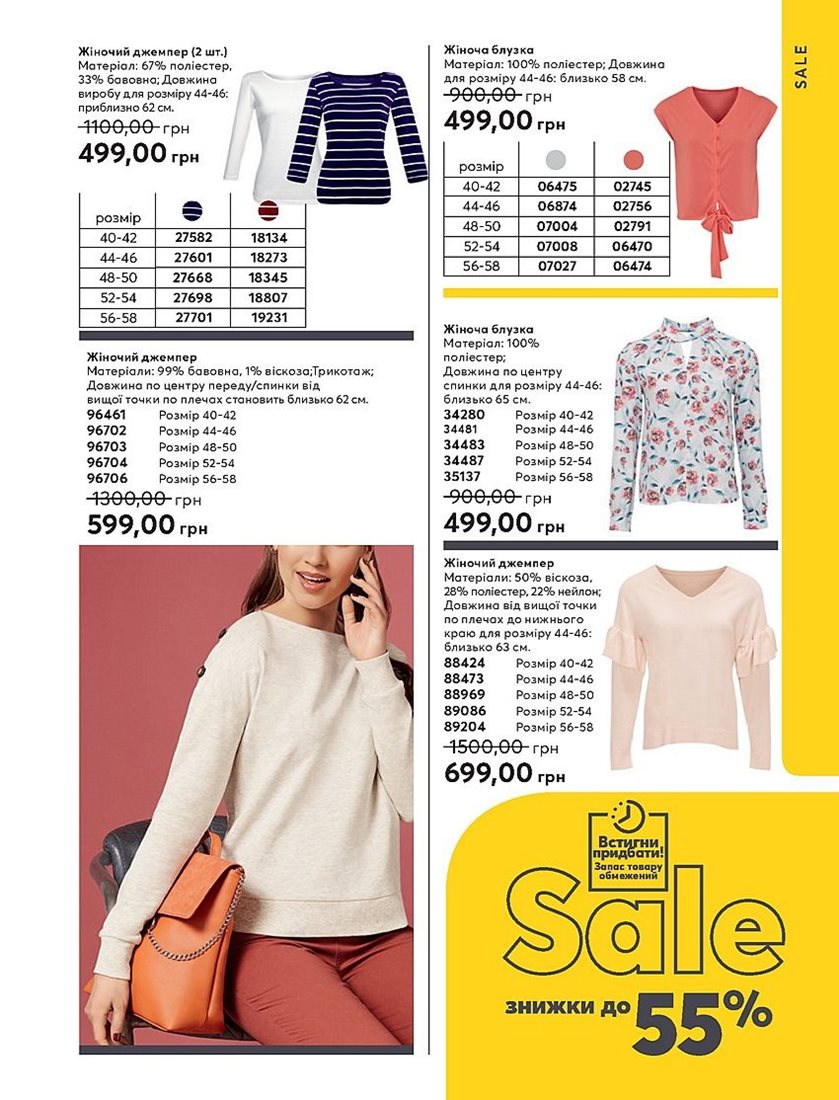 SALE
Жіночий джемпер (2 шт.)
Матеріал: 67% поліестер,
33% бавовна; Довжина
виробу для розміру 44-46:
приблизно 62 см.
1100,00 грн
499,00 грн
розмір
40-42 27582 18134
44-46 27601 18273
48-50 27668 18345
52-54 27698 18807
56-58 27701 19231
Жіночий джемпер
Матеріали: 99% бавовна, 1% віскоза;Трикотаж;
Довжина по центру переду/спинки від
вищої точки по плечах становить близько 62 см.
96461 Розмір 40-42
96702 Розмір 44-46
96703 Розмір 48-50
96704 Розмір 52-54
96706 Розмір 56-58
1300,00 грн
599,00 грн
Жіноча блузка
Матеріал: 100% поліестер; Довжина
для розміру 44-46: близько 58 см.
900,00 грн
499,00 грн
розмір
40-42 06475 02745
44-46 06874 02756
48-50 07004 02791
52-54 07008 06470
56-58 07027 06474
Жіноча блузка
Матеріал: 100%
поліестер;
Довжина по центру
спинки для розміру 44-46:
близько 65 см.
34280 Розмір 40-42
34481 Розмір 44-46
34483 Розмір 48-50
34487 Розмір 52-54
35137 Розмір 56-58
900,00 грн
499,00 грн
Жіночий джемпер
Матеріали: 50% віскоза,
28% поліестер, 22% нейлон;
Довжина від вищої точки
по плечах до нижнього
краю для розміру 44-46:
близько 63 см.
88424 Розмір 40-42
88473 Розмір 44-46
88969 Розмір 48-50
89086 Розмір 52-54
89204 Розмір 56-58
1500,00 грн
699,00 грн
Встигни
придбати!
Запас товару
обмежений
Sale
знижки до 55%